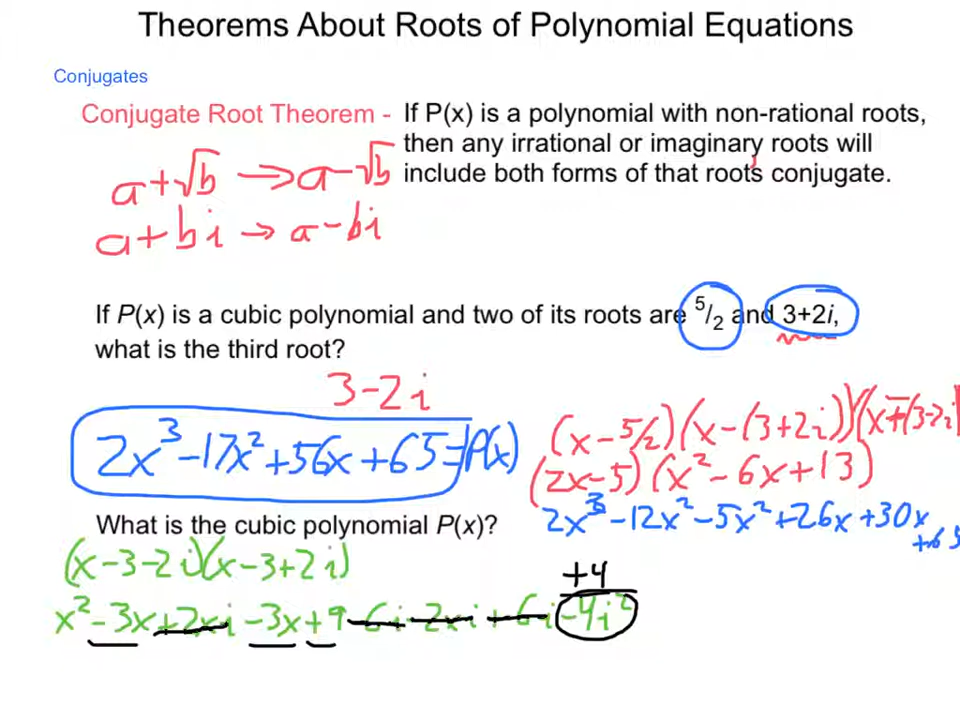 Theorems About Roots of Polynomial Equations
Conjugates
Conjugate Root Theorem - If P(x) is a polynomial with non-rational roots,
then any irrational or imaginary roots will
include both forms of that roots conjugate.
a+√b → a-√b
a+bi → a-bi
If P(x) is a cubic polynomial and two of its roots are 5/2 and 3+2i,
what is the third root?
3-2i
(x-5/2)(x-(3+2i))(x-(3-2i)
2x³-17x²+56x+65=P(x)
(2x-5)(x²-6x+13)
2x³-12x²-5x²+26x+30x
+65
What is the cubic polynomial P(x)?
(x-3-2i)(x-3+2i)
+4
x²-3x+2xi-3x+9-6i-2xi+6i-4i²